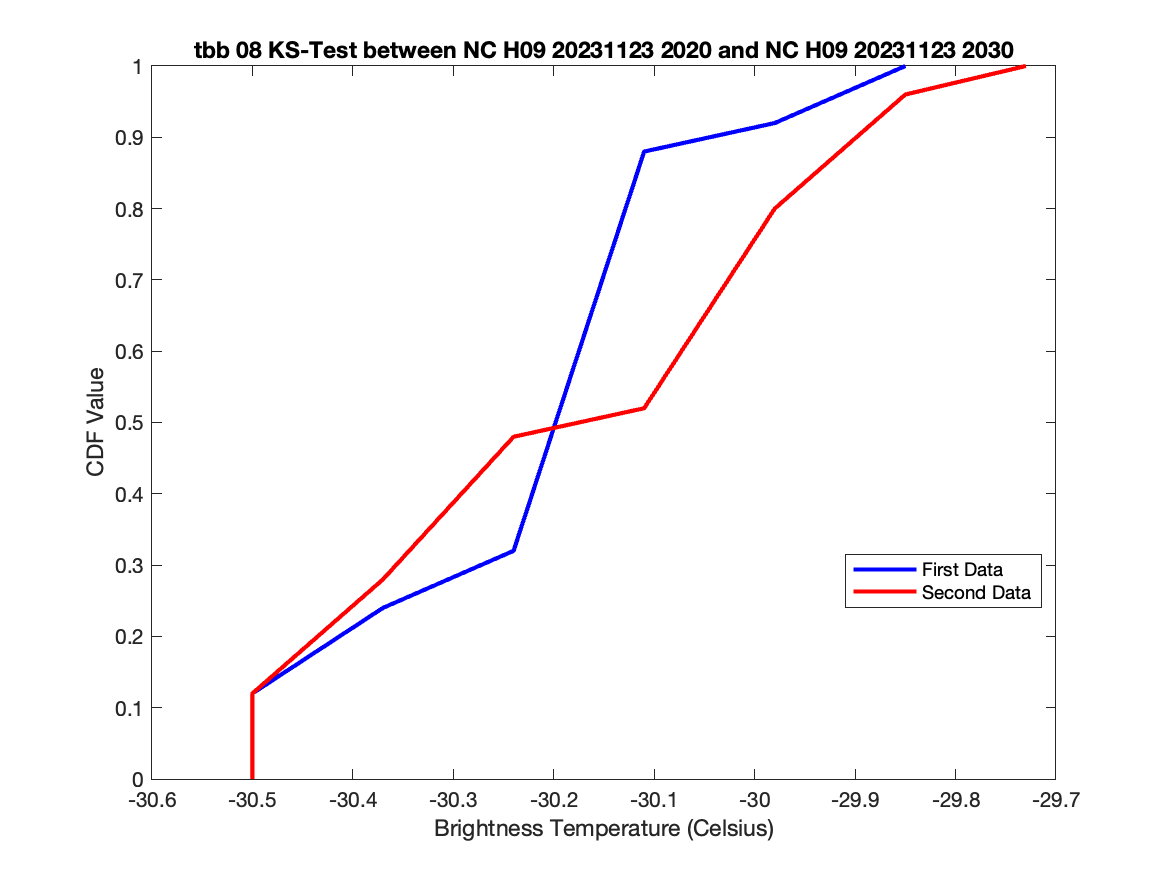 tbb 08 KS-Test between NC H09 20231123 2020 and NC H09 20231123 2030
1
0.9
0.8
0.7
0.6
0.5
0.4
0.3
0.2
0.1
0
CDF Value
First Data
Second Data
-30.6 -30.5 -30.4 -30.3 -30.2 -30.1 -30 -29.9 -29.8 -29.7
Brightness Temperature (Celsius)